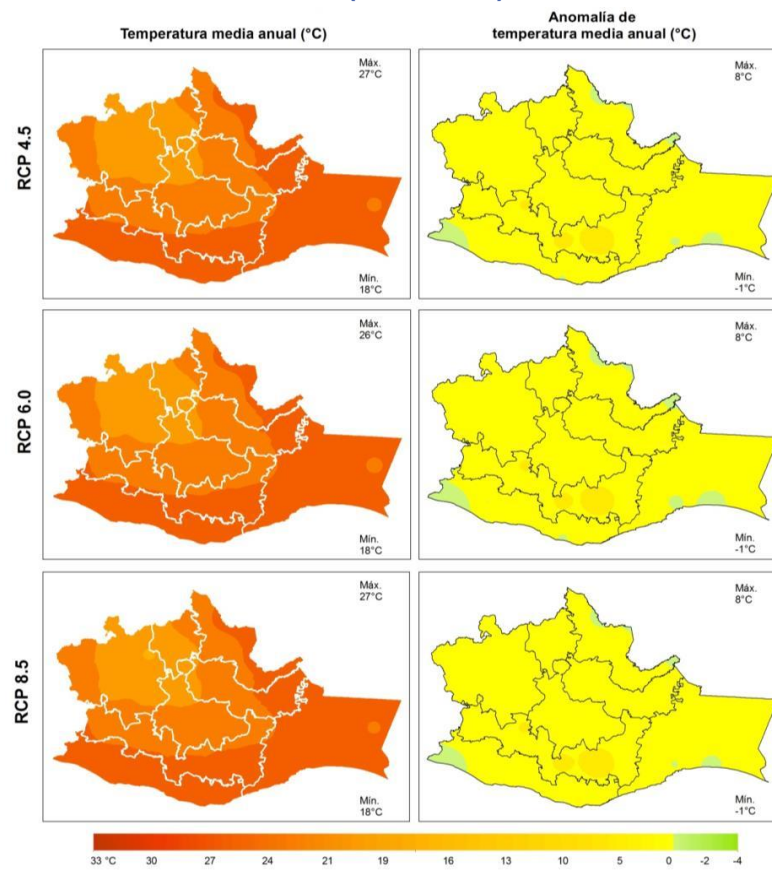 Temperatura media anual (°C)
Anomalía de
temperatura media anual (°C)
RCP 4.5
Máx.
27°C
Mín.
18°C
Máx.
8°C
Mín.
-1°C
RCP 6.0
Máx.
26°C
Mín.
18°C
Máx.
8°C
Mín.
-1°C
RCP 8.5
Máx.
27°C
Mín.
18°C
Máx.
8°C
Mín.
-1°C
33 °C 30 27 24 21 19 16 13 10 5 0 -2 -4